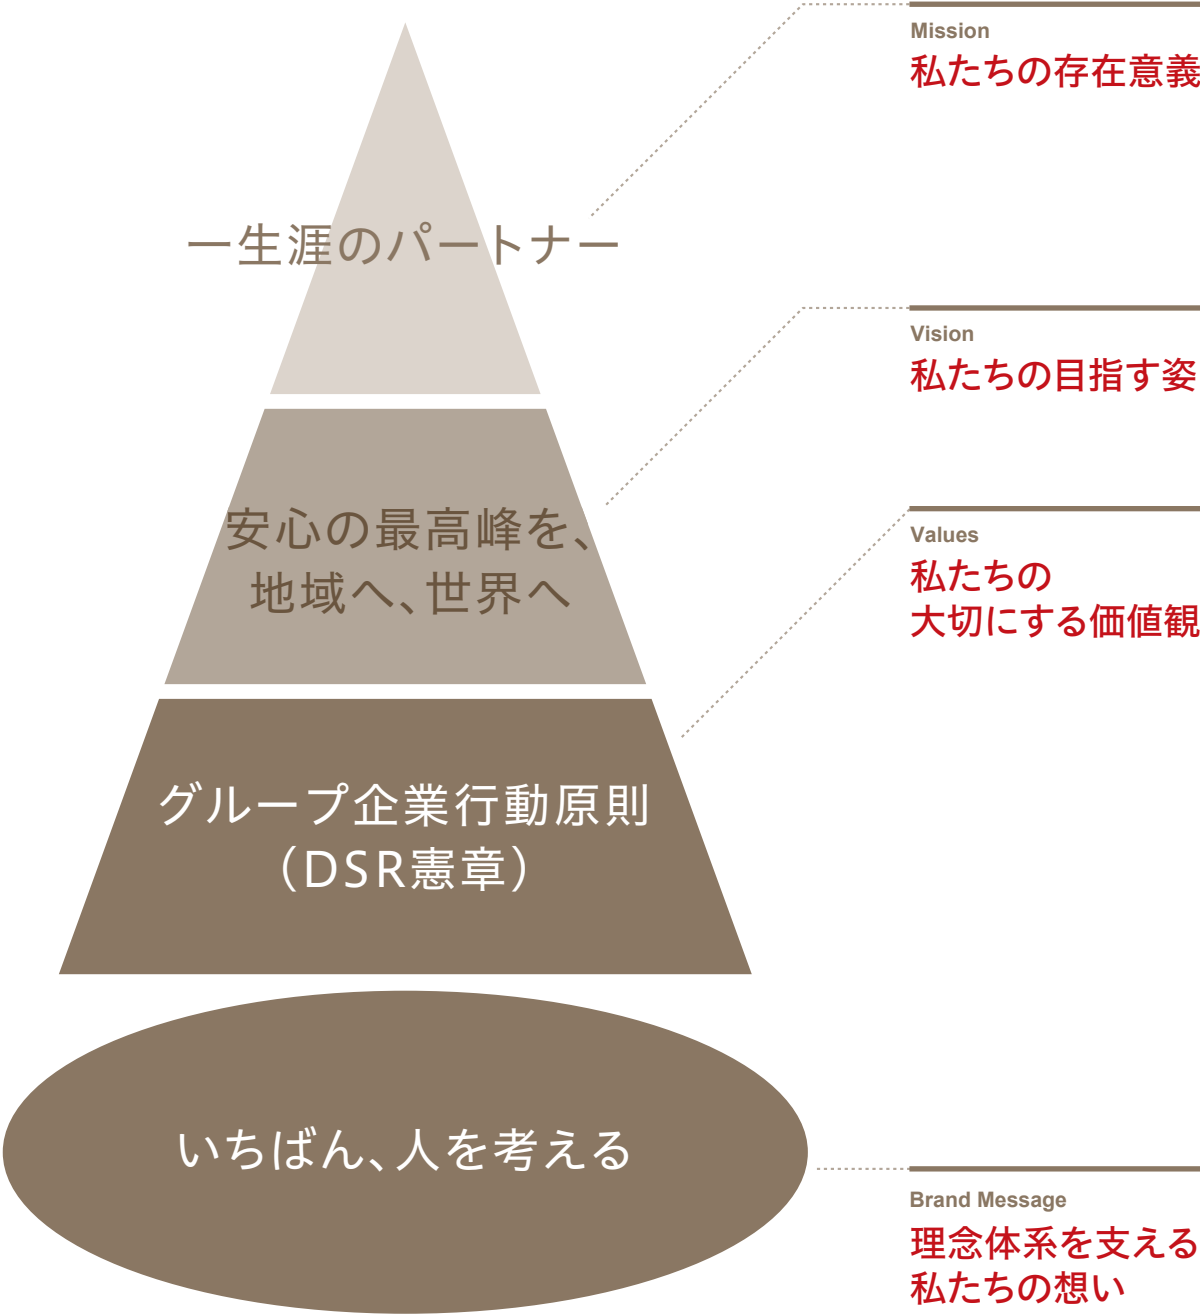 Mission
私たちの存在意義
一生涯のパートナー
Vision
私たちの目指す姿
安心の最高峰を、
地域へ、世界へ
Values
私たちの
大切にする価値観
グループ企業行動原則
（DSR憲章）
いちばん、人を考える
Brand Message
理念体系を支える
私たちの想い